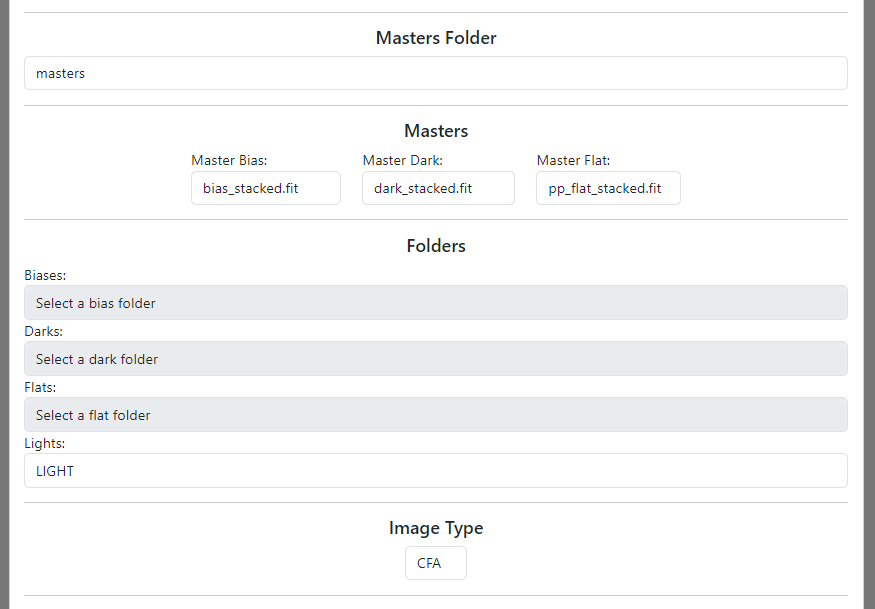 Masters Folder
masters
Masters
Master Bias: Master Dark: Master Flat:
bias_stacked.fit dark_stacked.fit pp_flat_stacked.fit
Folders
Biases:
Select a bias folder
Darks:
Select a dark folder
Flats:
Select a flat folder
Lights:
LIGHT
Image Type
CFA